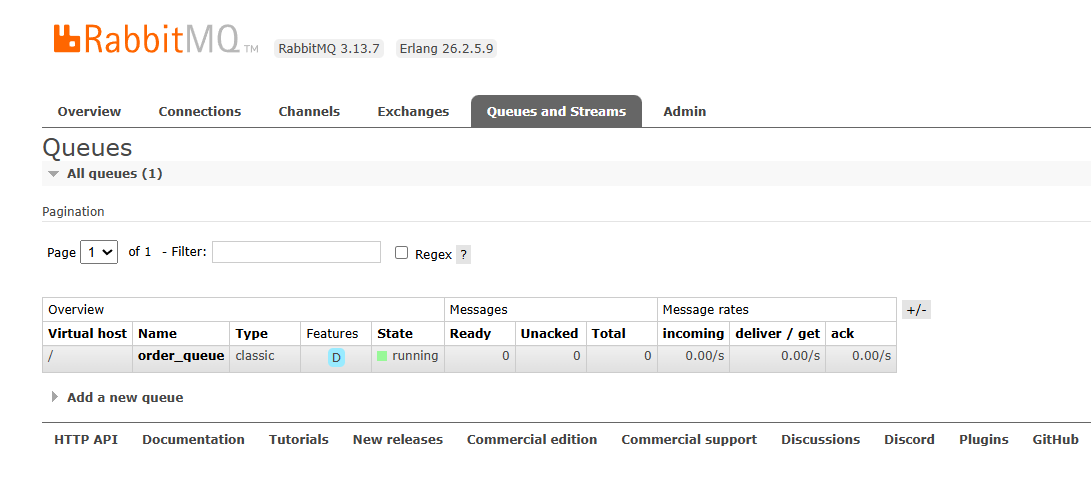 RabbitMQ TM RabbitMQ 3.13.7 Erlang 26.2.5.9
Overview Connections Channels Exchanges Queues and Streams Admin
Queues
All queues (1)
Pagination
Page 1 of 1 - Filter: Regex ?
Overview Messages Message rates +/-
Virtual host Name Type Features State Ready Unacked Total incoming deliver / get ack
/ order_queue classic D running 0 0 0 0.00/s 0.00/s 0.00/s
Add a new queue
HTTP API Documentation Tutorials New releases Commercial edition Commercial support Discussions Discord Plugins GitHub